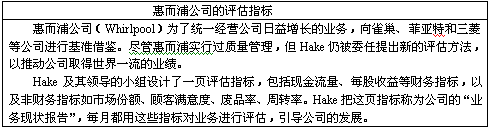 惠而浦公司的评估指标
惠而浦公司（Whirlpool）为了统一经营公司日益增长的业务，向雀巢、菲亚特和三菱
等公司进行基准借鉴。尽管惠而浦实行过质量管理，但 Hake 仍被委任提出新的评估方法，
以推动公司取得世界一流的业绩。
Hake 及其领导的小组设计了一页评估指标，包括现金流量、每股收益等财务指标，以
及非财务指标如市场份额、顾客满意度、废品率、周转率。Hake 把这页指标称为公司的“业
务现状报告”，每月都用这些指标对业务进行评估，引导公司的发展。